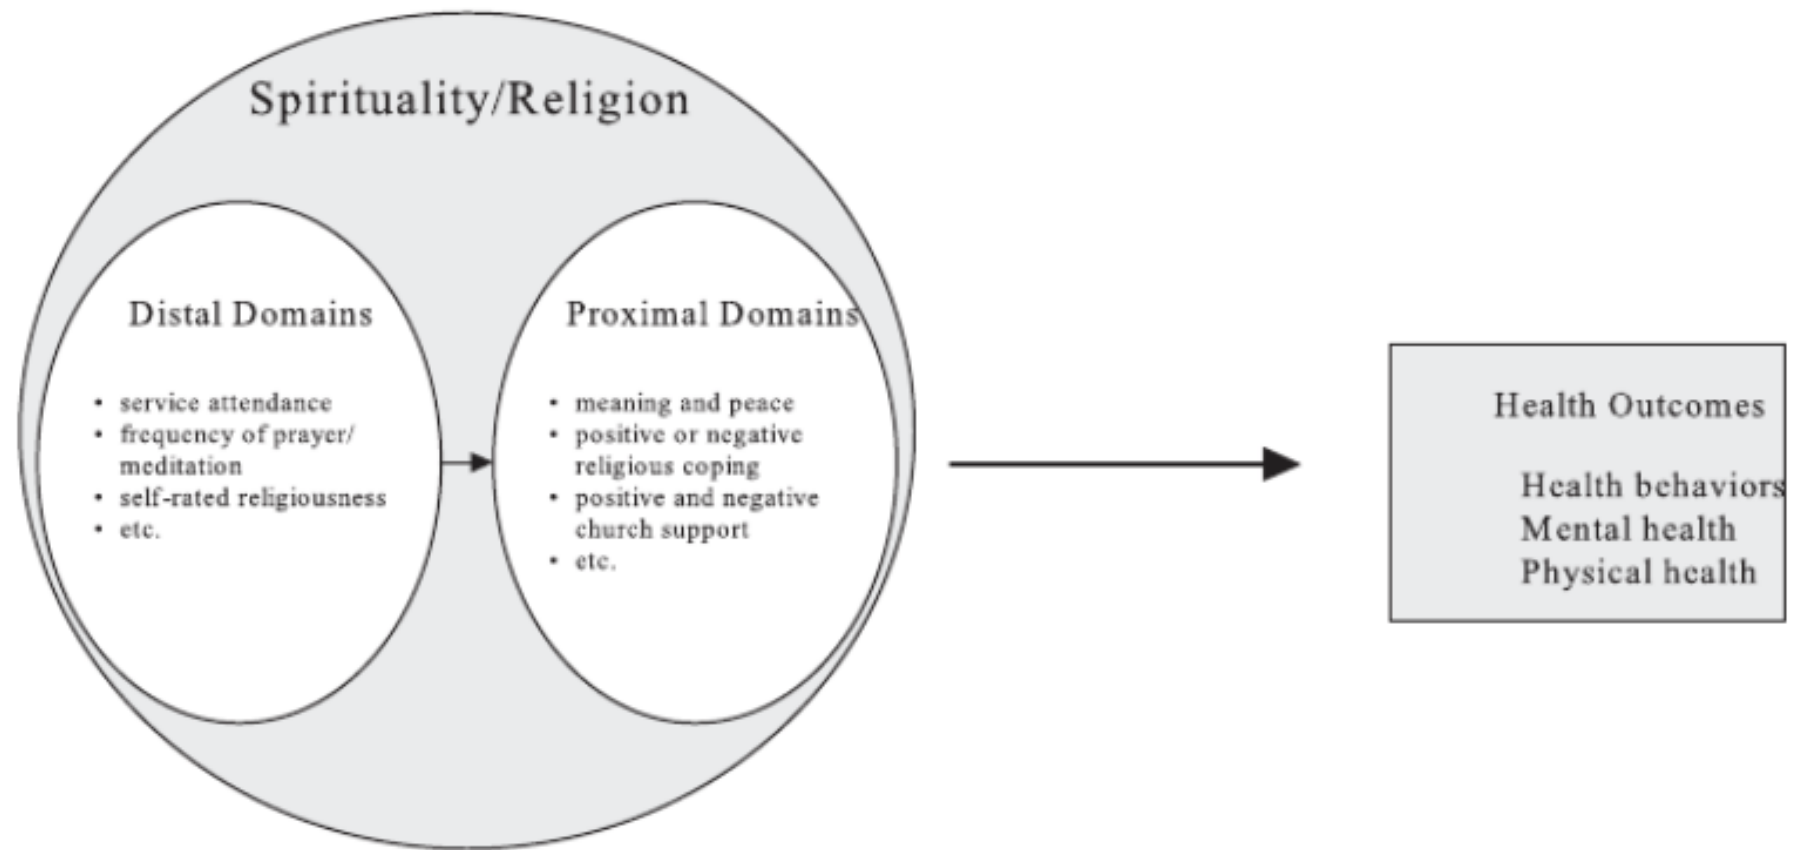 Spirituality/Religion
Distal Domains
• service attendance
• frequency of prayer/
meditation
• self-rated religiousness
• etc.
Proximal Domains
• meaning and peace
• positive or negative
religious coping
• positive and negative
church support
• etc.
Health Outcomes
Health behaviors
Mental health
Physical health